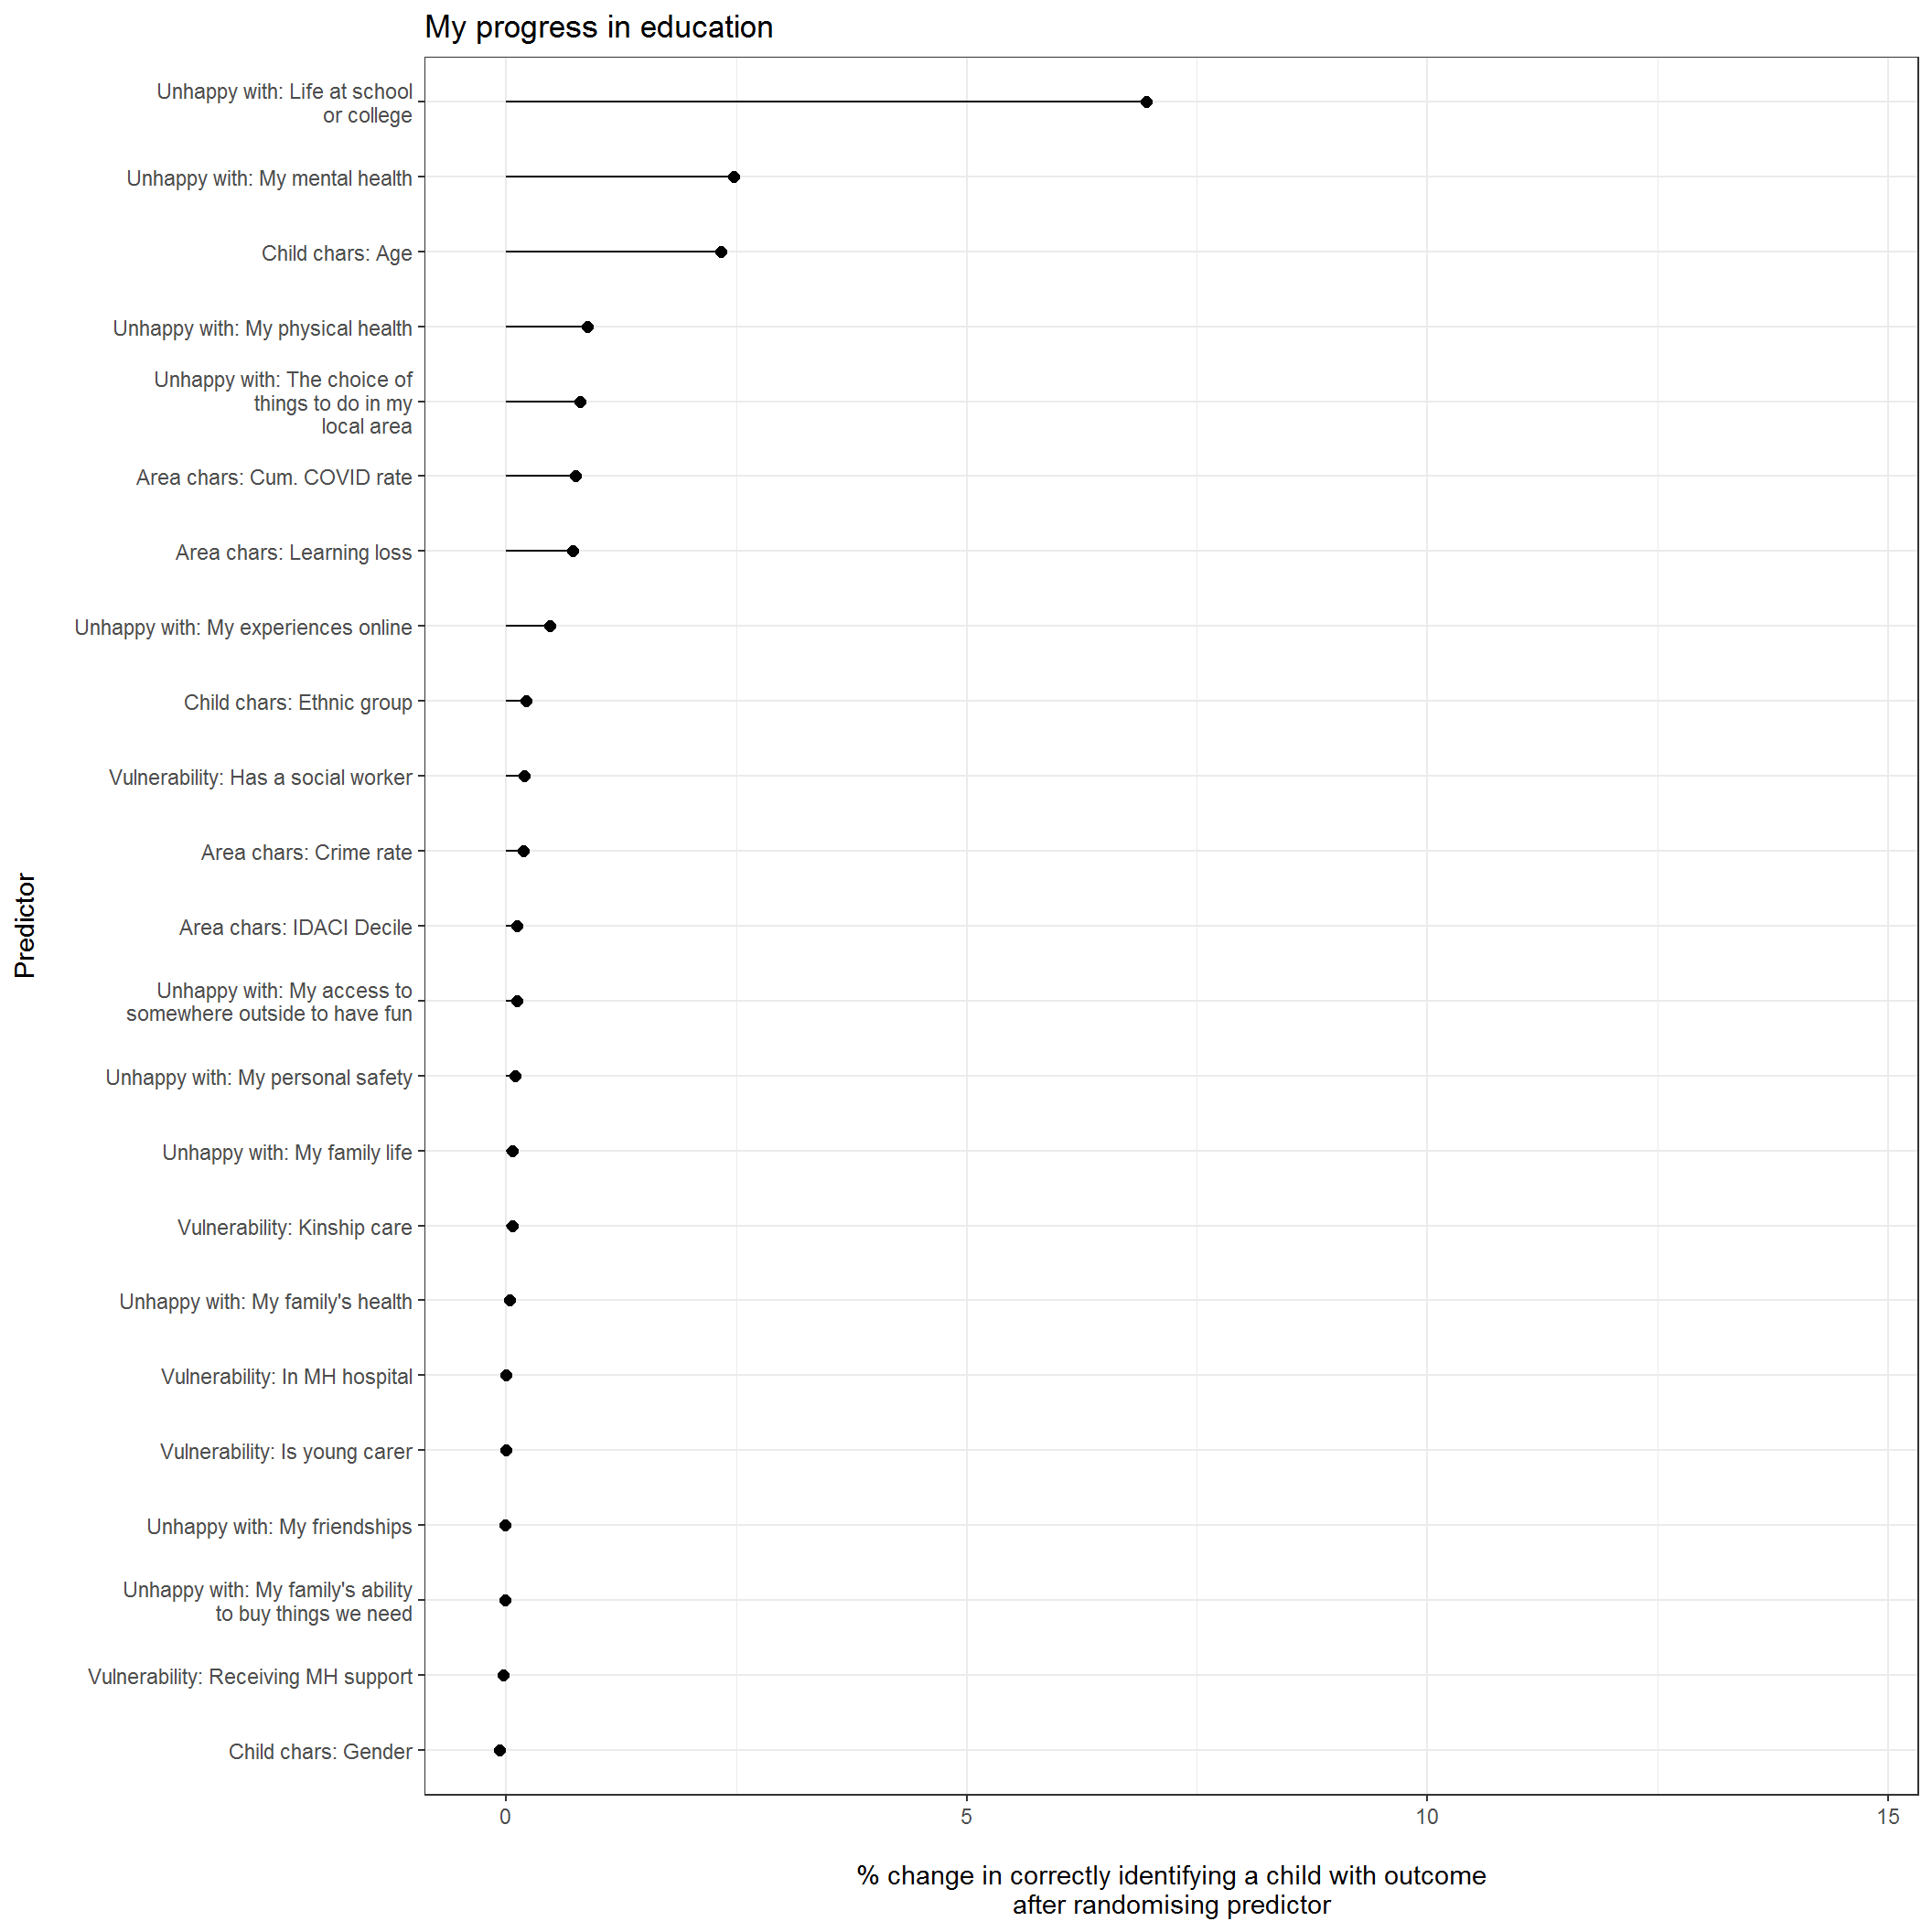 My progress in education
Unhappy with: Life at school
or college
Unhappy with: My mental health
Child chars: Age
Unhappy with: My physical health
Unhappy with: The choice of
things to do in my
local area
Area chars: Cum. COVID rate
Area chars: Learning loss
Unhappy with: My experiences online
Child chars: Ethnic group
Vulnerability: Has a social worker
Area chars: Crime rate
Area chars: IDACI Decile
Unhappy with: My access to
somewhere outside to have fun
Unhappy with: My personal safety
Unhappy with: My family life
Vulnerability: Kinship care
Unhappy with: My family's health
Vulnerability: In MH hospital
Vulnerability: Is young carer
Unhappy with: My friendships
Unhappy with: My family's ability
to buy things we need
Vulnerability: Receiving MH support
Child chars: Gender
Predictor
0 5 10 15
% change in correctly identifying a child with outcome
after randomising predictor